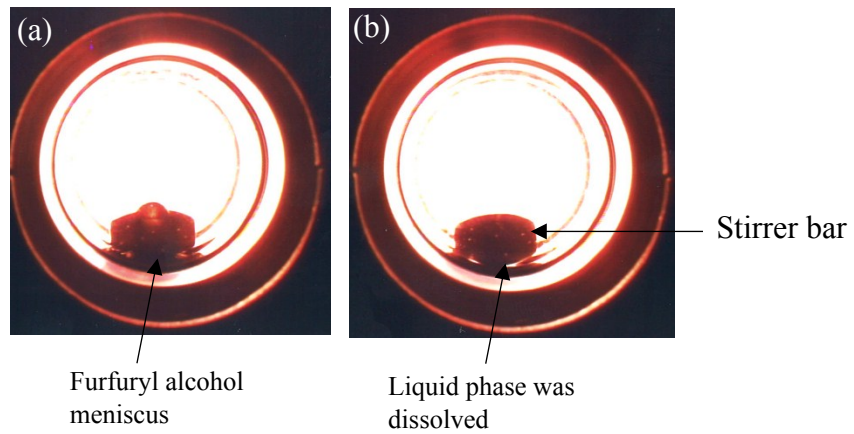 (a)
(b)
Stirrer bar
Furfuryl alcohol
meniscus
Liquid phase was
dissolved